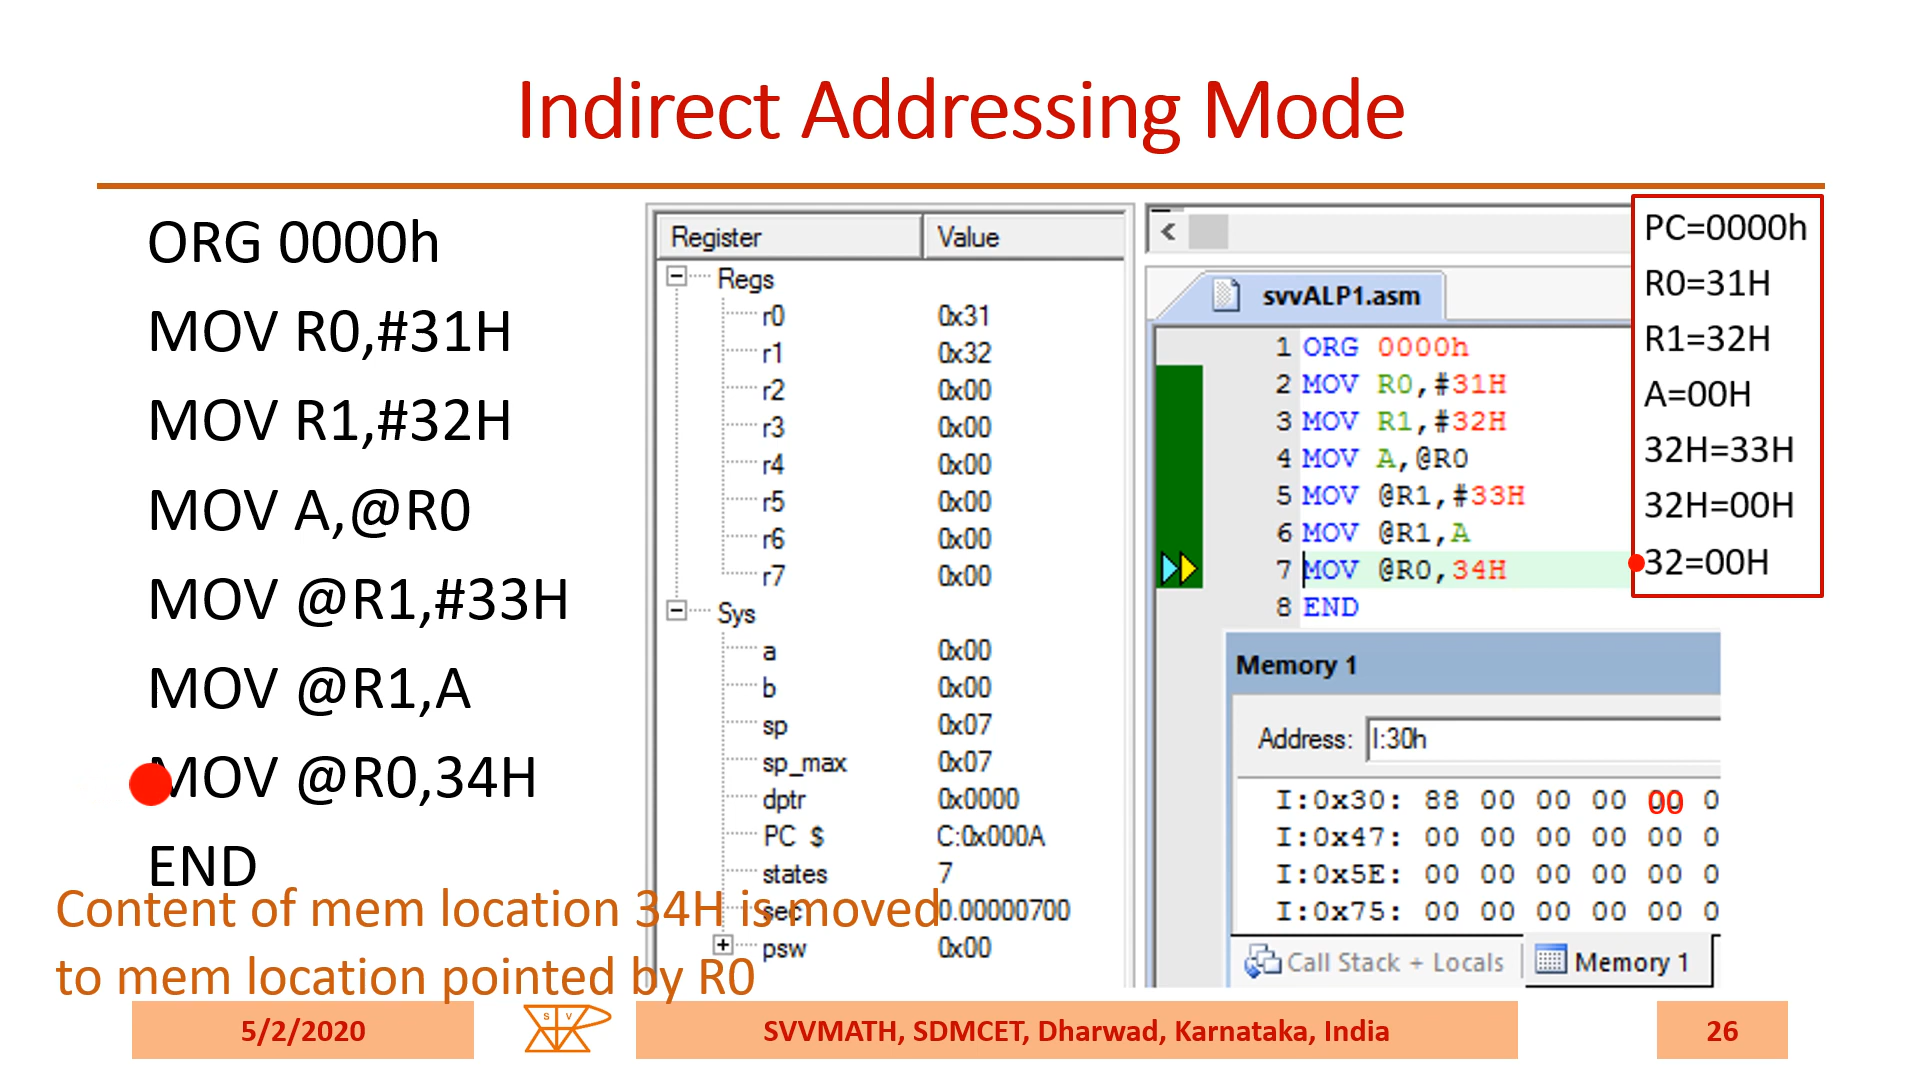 Indirect Addressing Mode
ORG 0000h
MOV R0,#31H
MOV R1,#32H
MOV A,@R0
MOV @R1,#33H
MOV @R1,A
MOV @R0,34H
END
Content of mem location 34H is moved
to mem location pointed by R0
Register Value
Regs
r0 0x31
r1 0x32
r2 0x00
r3 0x00
r4 0x00
r5 0x00
r6 0x00
r7 0x00
Sys
a 0x00
b 0x00
sp 0x07
sp_max 0x07
dptr 0x0000
PC $ C:0x000A
states 7
sec 0.00000700
psw 0x00
svvALP1.asm
1 ORG 0000h
2 MOV R0,#31H
3 MOV R1,#32H
4 MOV A,@R0
5 MOV @R1,#33H
6 MOV @R1,A
7 MOV @R0,34H
8 END
PC=0000h
R0=31H
R1=32H
A=00H
32H=33H
32H=00H
32=00H
Memory 1
Address: I:30h
I:0x30: 88 00 00 00 00 0
I:0x47: 00 00 00 00 00 0
I:0x5E: 00 00 00 00 00 0
I:0x75: 00 00 00 00 00 0
Call Stack + Locals Memory 1
5/2/2020
S V
SVVMATH, SDMCET, Dharwad, Karnataka, India
26